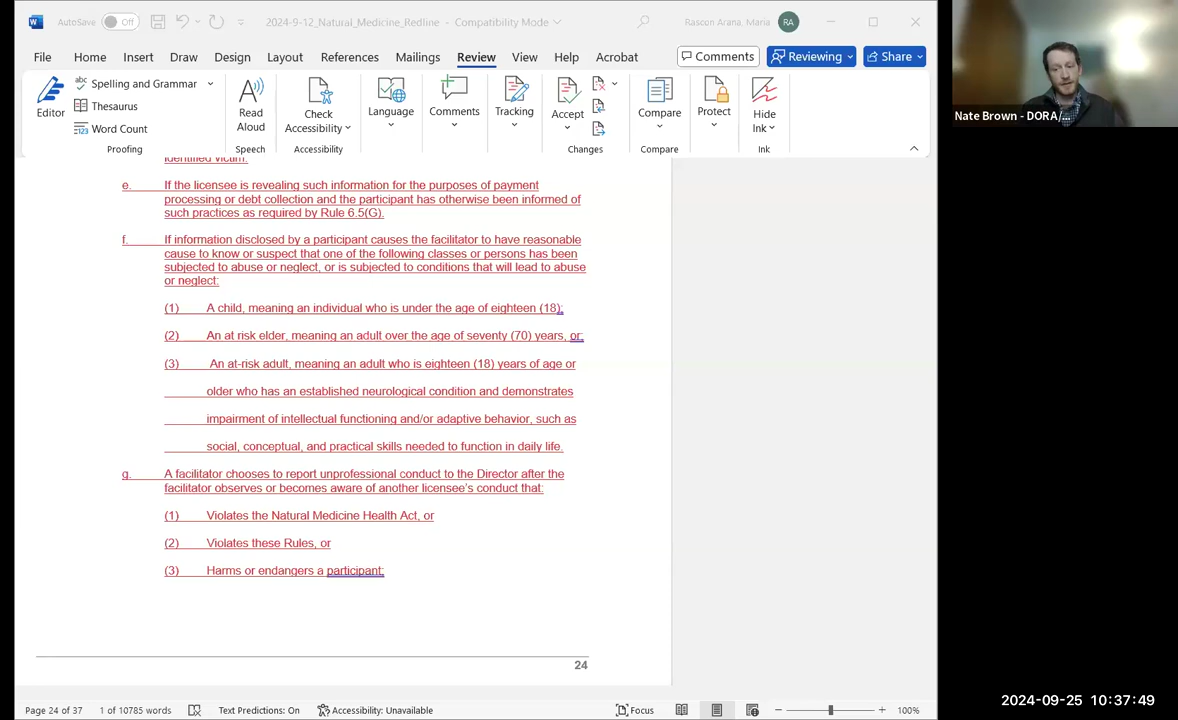 AutoSave Off 2024-9-12_Natural_Medicine_Redline - Compatibility Mode Rascon Arana, Maria RA
File Home Insert Draw Design Layout References Mailings Review View Help Acrobat Comments Reviewing Share
Editor
Spelling and Grammar
Thesaurus
Word Count
Proofing
Read Aloud
Speech
Check Accessibility
Accessibility
Language
Comments
Tracking
Accept
Changes
Compare
Compare
Protect
Hide Ink
Ink
Nate Brown - DORA/...
identified victim.
e. If the licensee is revealing such information for the purposes of payment
processing or debt collection and the participant has otherwise been informed of
such practices as required by Rule 6.5(G).
f. If information disclosed by a participant causes the facilitator to have reasonable
cause to know or suspect that one of the following classes or persons has been
subjected to abuse or neglect, or is subjected to conditions that will lead to abuse
or neglect:
(1) A child, meaning an individual who is under the age of eighteen (18);
(2) An at risk elder, meaning an adult over the age of seventy (70) years, or;
(3) An at-risk adult, meaning an adult who is eighteen (18) years of age or
older who has an established neurological condition and demonstrates
impairment of intellectual functioning and/or adaptive behavior, such as
social, conceptual, and practical skills needed to function in daily life.
g. A facilitator chooses to report unprofessional conduct to the Director after the
facilitator observes or becomes aware of another licensee's conduct that:
(1) Violates the Natural Medicine Health Act, or
(2) Violates these Rules, or
(3) Harms or endangers a participant;
24
Page 24 of 37 1 of 10785 words Text Predictions: On Accessibility: Unavailable Focus 100%
2024-09-25 10:37:49